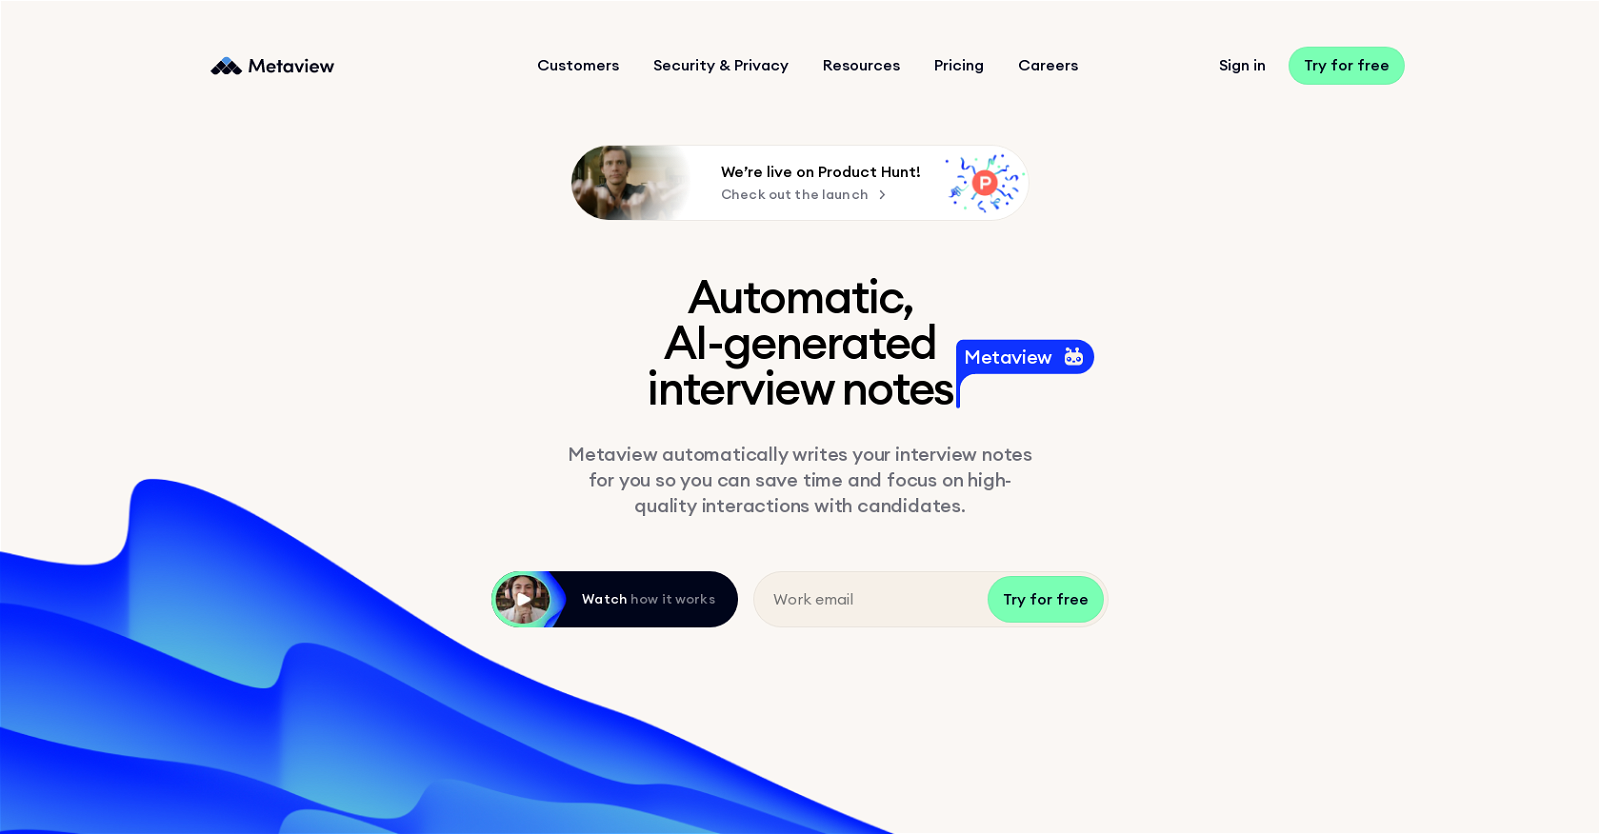 Metaview
Customers
Security & Privacy
Resources
Pricing
Careers
Sign in
Try for free
We’re live on Product Hunt!
Check out the launch
P
Automatic,
AI-generated
interview notes
Metaview
Metaview automatically writes your interview notes
for you so you can save time and focus on high-
quality interactions with candidates.
Watch how it works
Work email
Try for free